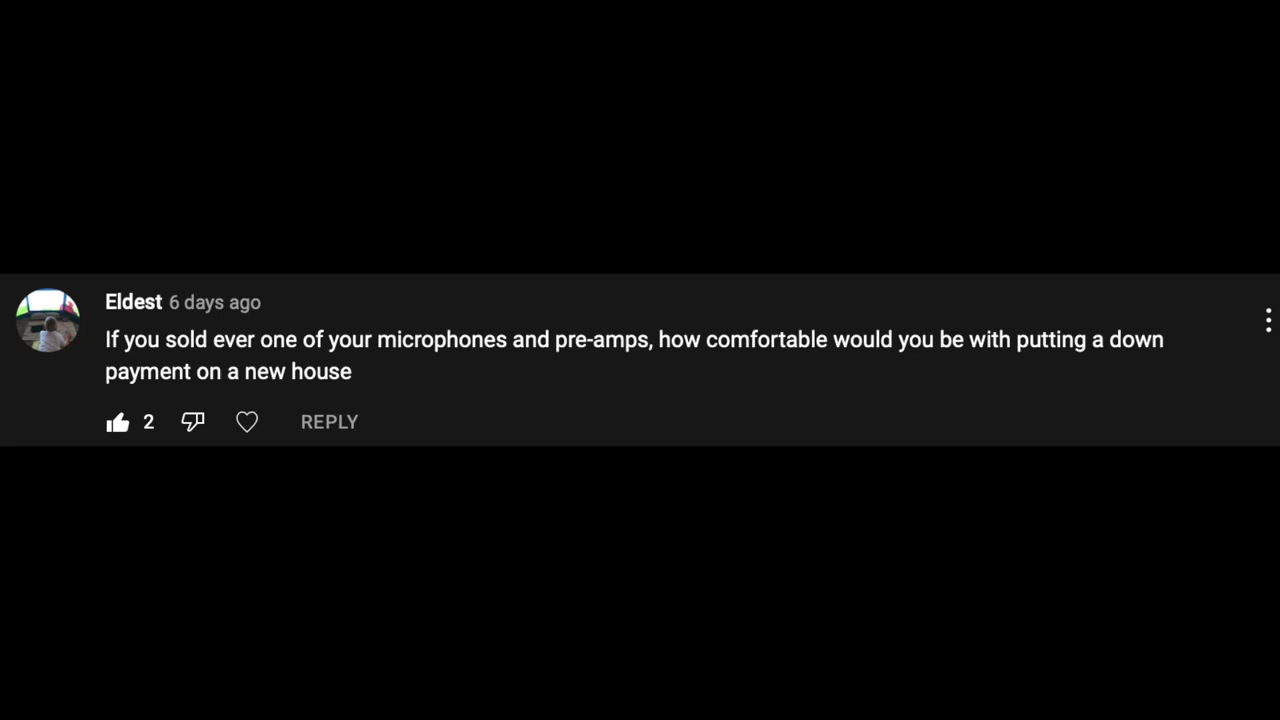 Eldest 6 days ago
If you sold ever one of your microphones and pre-amps, how comfortable would you be with putting a down
payment on a new house
2 REPLY